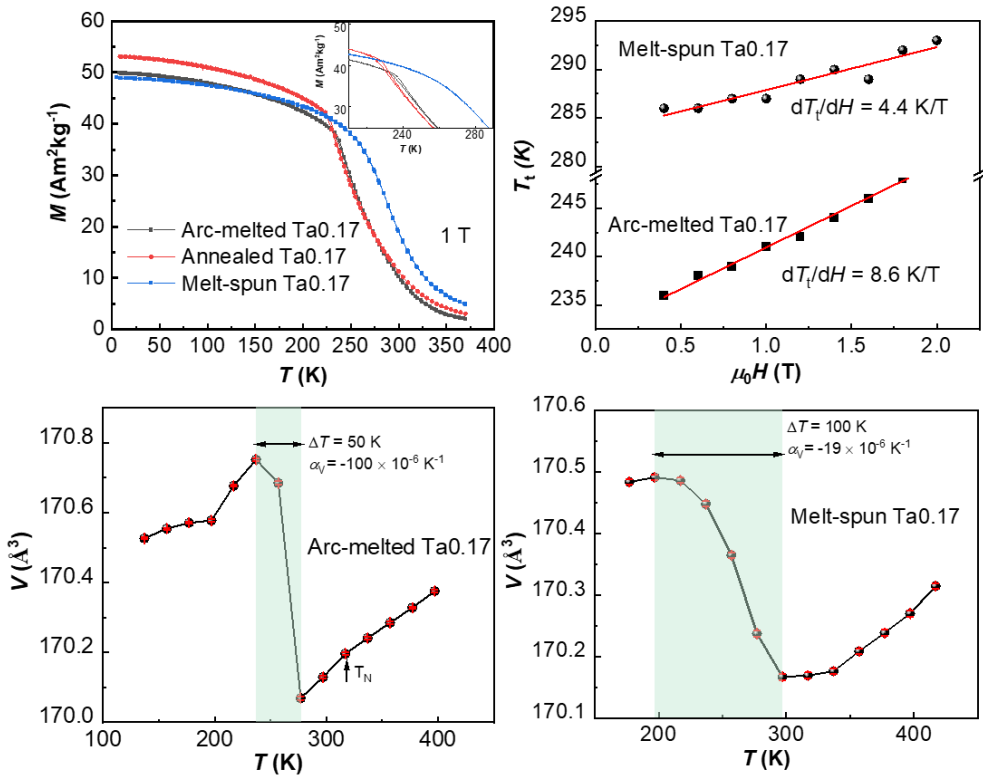 60
50
40
30
20
10
0
M (Am²kg⁻¹)
0 50 100 150 200 250 300 350 400
T (K)
Arc-melted Ta0.17
Annealed Ta0.17
Melt-spun Ta0.17
1 T
50
40
30
M (Am²kg⁻¹)
240 280
T (K)
295
290
285
280
245
240
235
Tₜ (K)
Melt-spun Ta0.17
dTₜ/dH = 4.4 K/T
Arc-melted Ta0.17
dTₜ/dH = 8.6 K/T
0.0 0.5 1.0 1.5 2.0
μ₀H (T)
170.8
170.6
170.4
170.2
170.0
V (Å³)
ΔT = 50 K
αV = -100 × 10⁻⁶ K⁻¹
Arc-melted Ta0.17
TN
100 200 300 400
T (K)
170.6
170.5
170.4
170.3
170.2
170.1
V (Å³)
ΔT = 100 K
αV = -19 × 10⁻⁶ K⁻¹
Melt-spun Ta0.17
200 300 400
T (K)